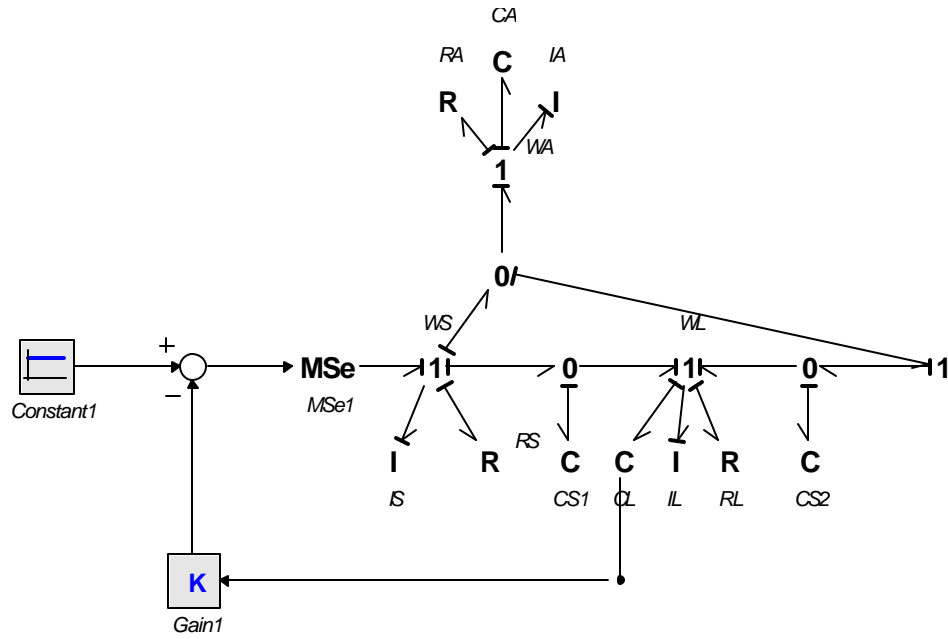 CA
RA
IA
C
R
I
WA
1
0
WS
WL
+
MSe
1
0
1
0
1
−
Constant1
MSe1
I
R
RS
C
C
I
R
C
IS
CS1
CL
IL
RL
CS2
K
Gain1